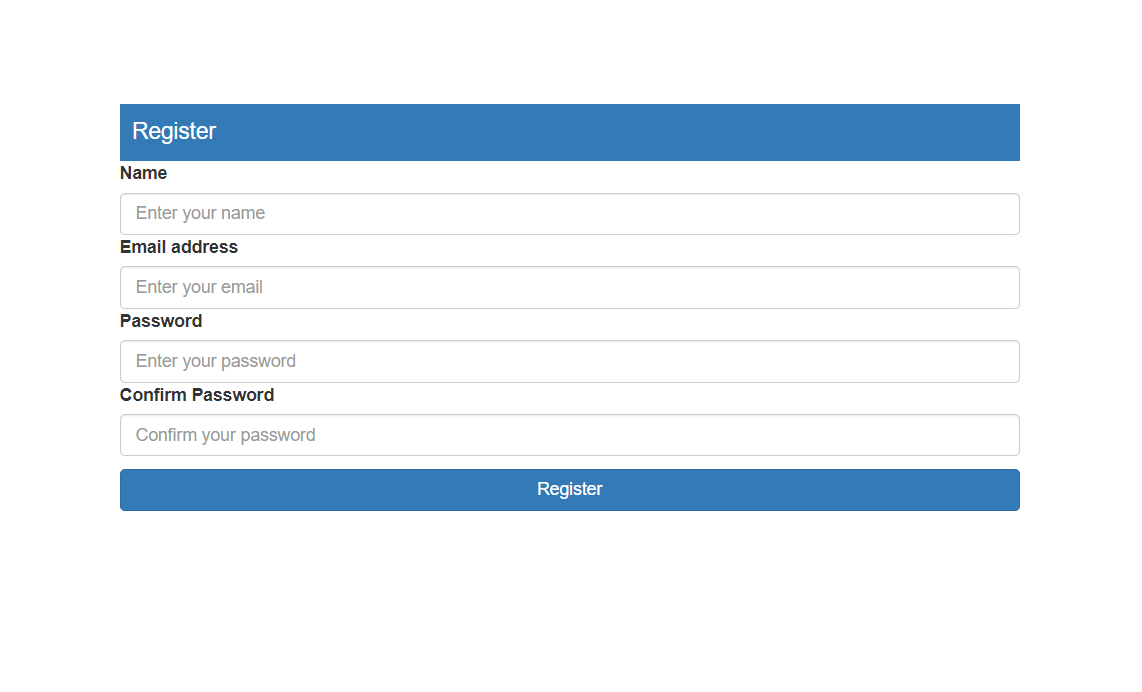 Register
Name
Enter your name
Email address
Enter your email
Password
Enter your password
Confirm Password
Confirm your password
Register